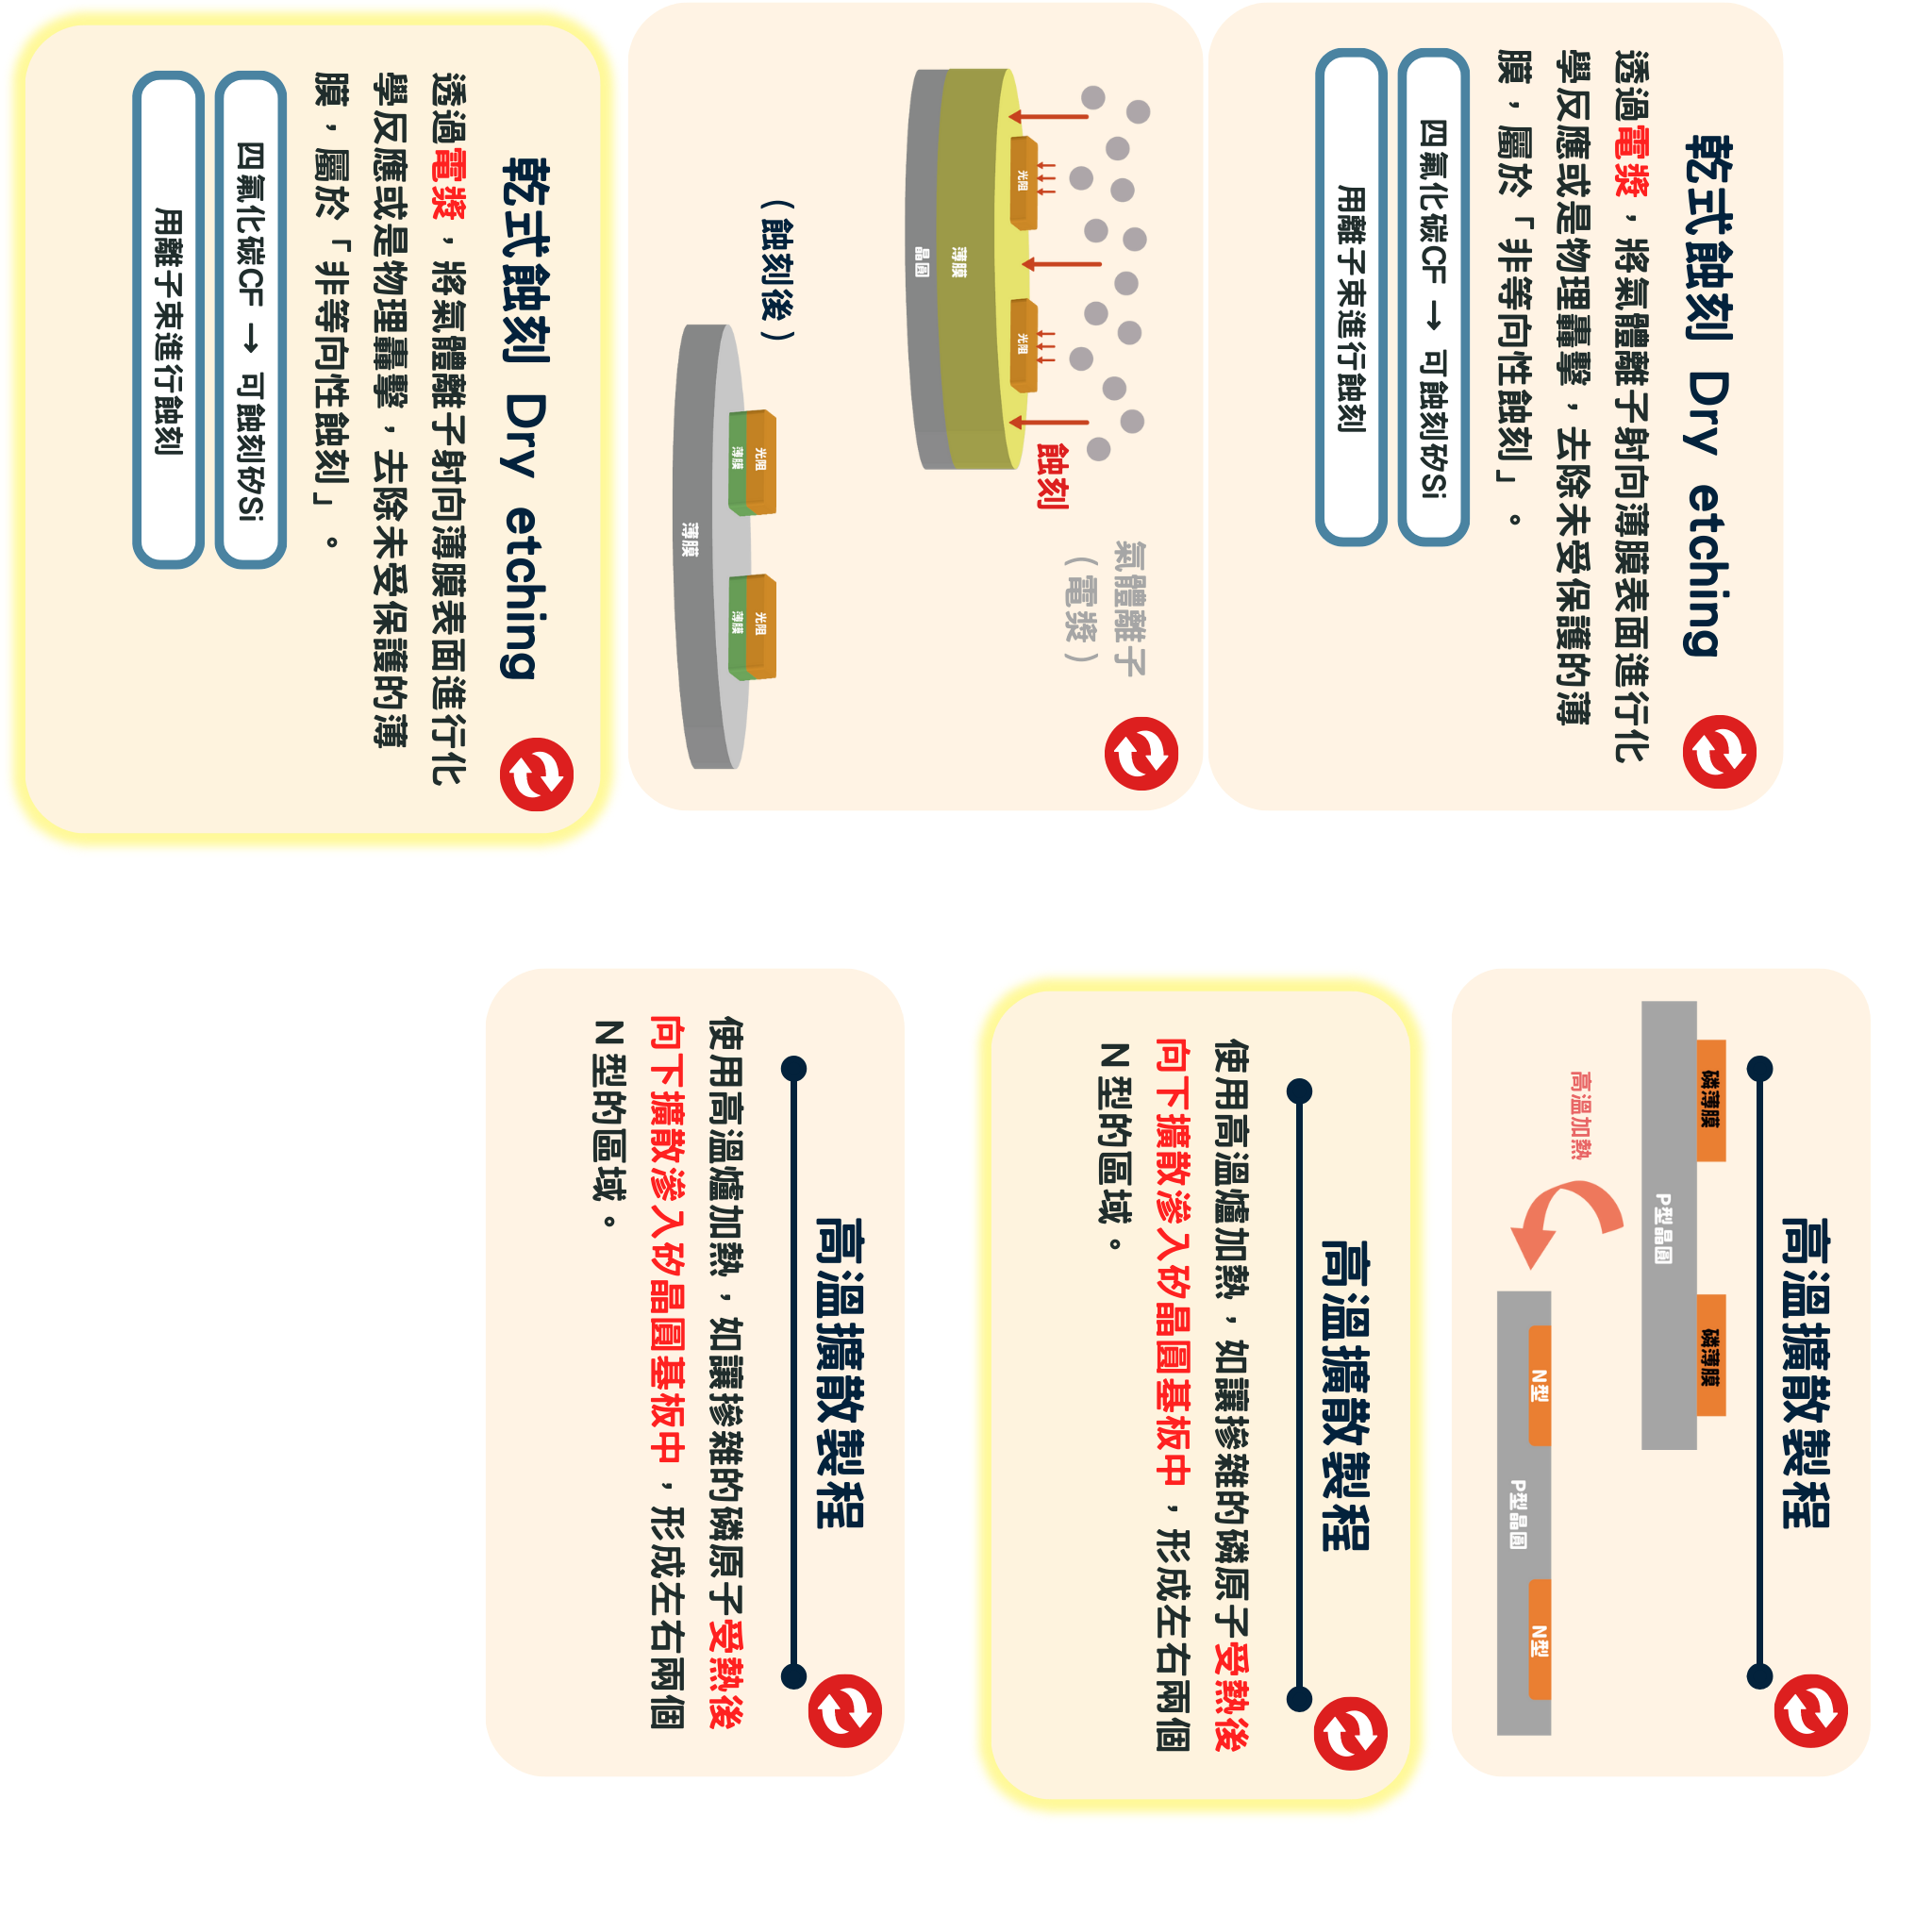 乾式蝕刻 Dry etching
透過電漿，將氣體離子射向薄膜表面進行化
學反應或是物理轟擊，去除未受保護的薄
膜，屬於「非等向性蝕刻」。
四氟化碳CF → 可蝕刻矽Si
用離子束進行蝕刻
氣體離子
（電漿）
蝕刻
光阻
光阻
薄膜
晶圓
（蝕刻後）
光阻
光阻
薄膜
薄膜
薄膜
乾式蝕刻 Dry etching
透過電漿，將氣體離子射向薄膜表面進行化
學反應或是物理轟擊，去除未受保護的薄
膜，屬於「非等向性蝕刻」。
四氟化碳CF → 可蝕刻矽Si
用離子束進行蝕刻
高溫擴散製程
磷薄膜
磷薄膜
P型晶圓
高溫加熱
N型
N型
P型晶圓
高溫擴散製程
使用高溫爐加熱，如讓摻雜的磷原子受熱後
向下擴散滲入矽晶圓基板中，形成左右兩個
N 型的區域。
高溫擴散製程
使用高溫爐加熱，如讓摻雜的磷原子受熱後
向下擴散滲入矽晶圓基板中，形成左右兩個
N 型的區域。